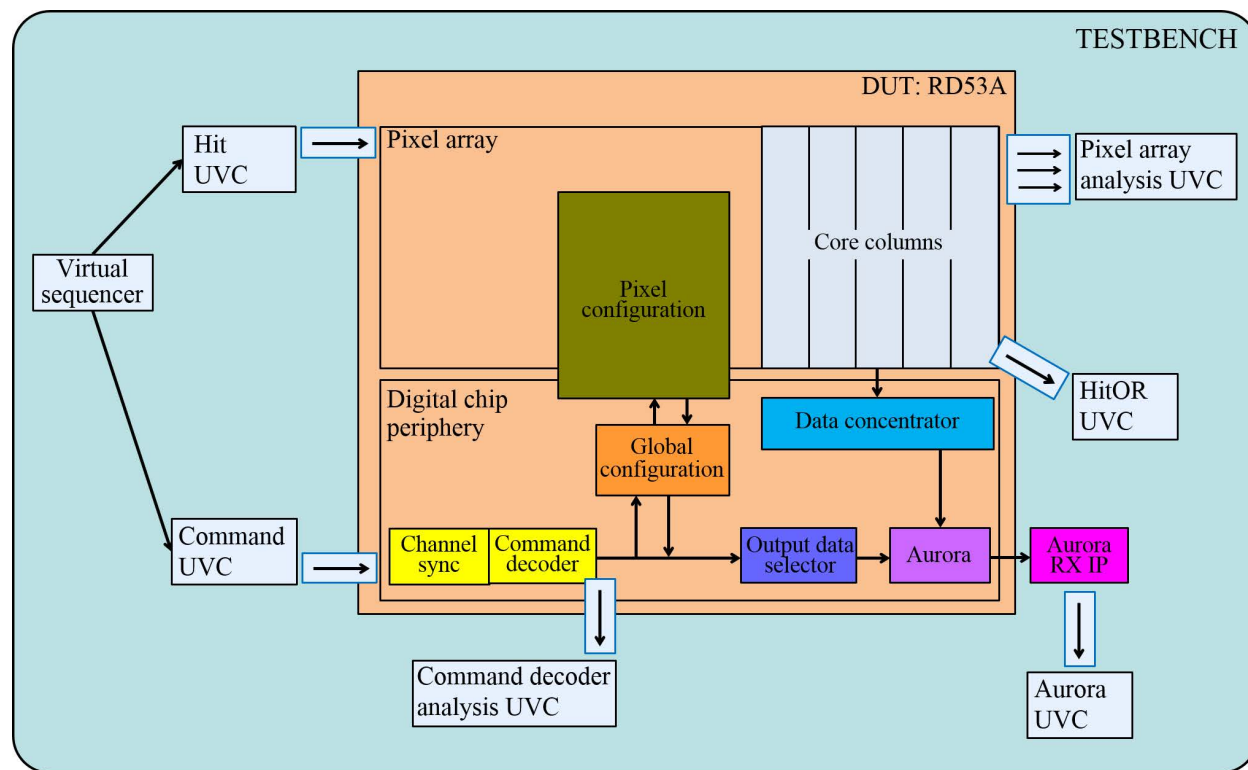 TESTBENCH
DUT: RD53A
Hit
UVC
Pixel array
Pixel array
analysis UVC
Core columns
Virtual
sequencer
Pixel
configuration
HitOR
UVC
Digital chip
periphery
Data concentrator
Global
configuration
Command
UVC
Channel
sync
Command
decoder
Output data
selector
Aurora
Aurora
RX IP
Command decoder
analysis UVC
Aurora
UVC